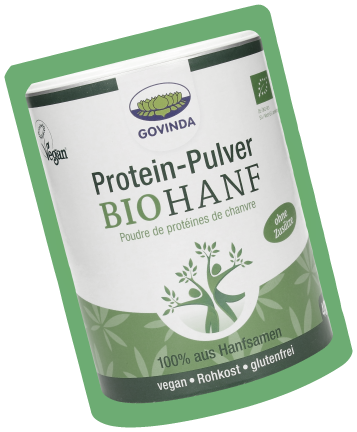 Vegan
GOVINDA
Protein-Pulver
BIOHANF
Poudre de protéines de chanvre
ohne
Zusätze
100% aus Hanfsamen
vegan • Rohkost • glutenfrei